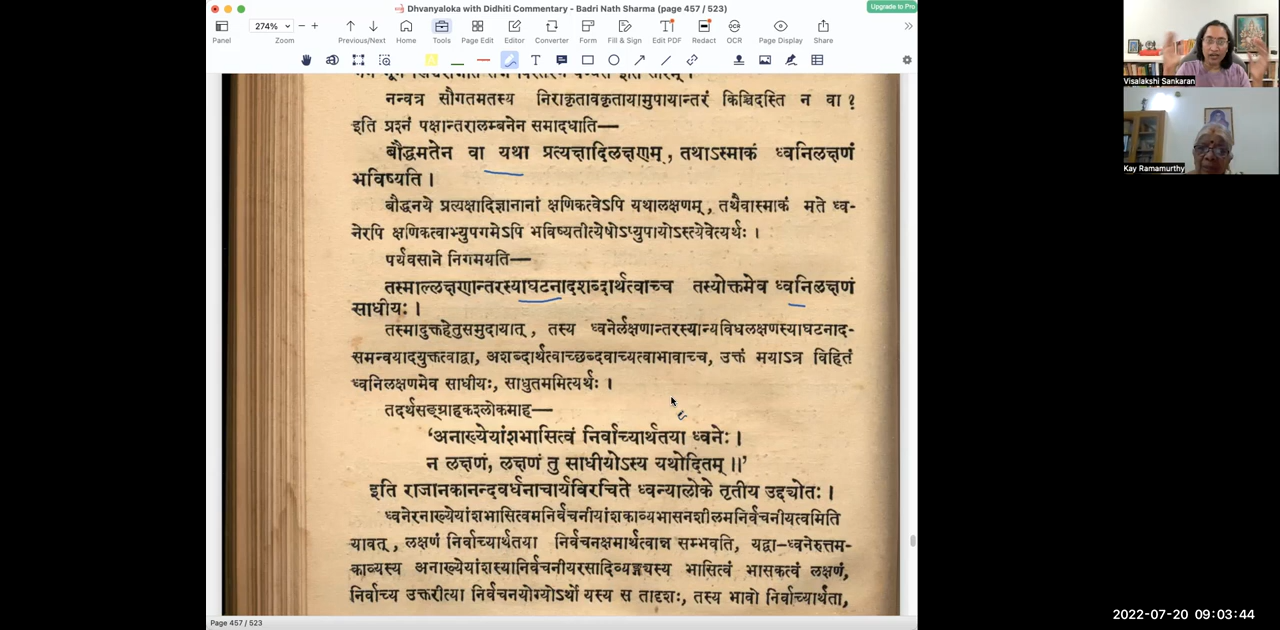 Dhvanyaloka with Didhiti Commentary - Badri Nath Sharma (page 457 / 523)
Upgrade to Pro
274%
Panel
Zoom
Previous/Next
Home
Tools
Page Edit
Editor
Converter
Form
Fill & Sign
Edit PDF
Redact
OCR
Page Display
Share
नन्वत्र सौगतमतस्य निराकृतावकृतायामुपायान्तरं किञ्चिदस्ति न वा ?
इति प्रश्नं पक्षान्तरालम्बनेन समादधाति—
बौद्धमतेन वा यथा प्रत्यक्षादिलक्षणम्, तथाऽस्माकं ध्वनिलक्षणं
भविष्यति ।
बौद्धनये प्रत्यक्षादिज्ञानानां क्षणिकत्वेऽपि यथालक्षणम्, तथैवास्माकं मते ध्व-
नेरपि क्षणिकत्वाभ्युपगमेऽपि भविष्यतीत्येषोऽप्युपायोऽस्त्येवेत्यर्थः ।
पर्यवसाने निगमयति—
तस्माल्लक्षणान्तरस्याघटनादशब्दार्थत्वाच्च तस्योक्तमेव ध्वनिलक्षणं
साधीयः ।
तस्मादुक्तहेतुसमुदायात्, तस्य ध्वनेर्लक्षणान्तरस्यान्यविधलक्षणस्याघटनाद-
समन्वयादयुक्तत्वाद्वा, अशब्दार्थत्वाच्छब्दवाच्यत्वाभावाच्च, उक्तं मयाऽत्र विहितं
ध्वनिलक्षणमेव साधीयः, साधुतममित्यर्थः ।
तदर्थसङ्ग्राहकश्लोकमाह—
‘अनाख्येयांशभासित्वं निर्वाच्यार्थतया ध्वनेः ।
न लक्षणं, लक्षणं तु साधीयोऽस्य यथोदितम् ॥’
इति राजानकानन्दवर्धनाचार्यविरचिते ध्वन्यालोके तृतीय उद्द्योतः ।
ध्वनेरनाख्येयांशभासित्वमनिर्वचनीयांशकाव्यभासनशीलमनिर्वचनीयत्वमिति
यावत्, लक्षणं निर्वाच्यार्थतया निर्वचनक्षमार्थत्वान्न सम्भवति, यद्वा–ध्वनेरुत्तम-
काव्यस्य अनाख्येयांशस्यानिर्वचनीयरसादिव्यङ्ग्यस्य भासित्वं भासकत्वं लक्षणं,
निर्वाच्य उक्तरीत्या निर्वचनयोग्योऽर्थो यस्य स तादृशः, तस्य भावो निर्वाच्यार्थता,
Page 457 / 523
Visalakshi Sankaran
Kay Ramamurthy
2022-07-20 09:03:44